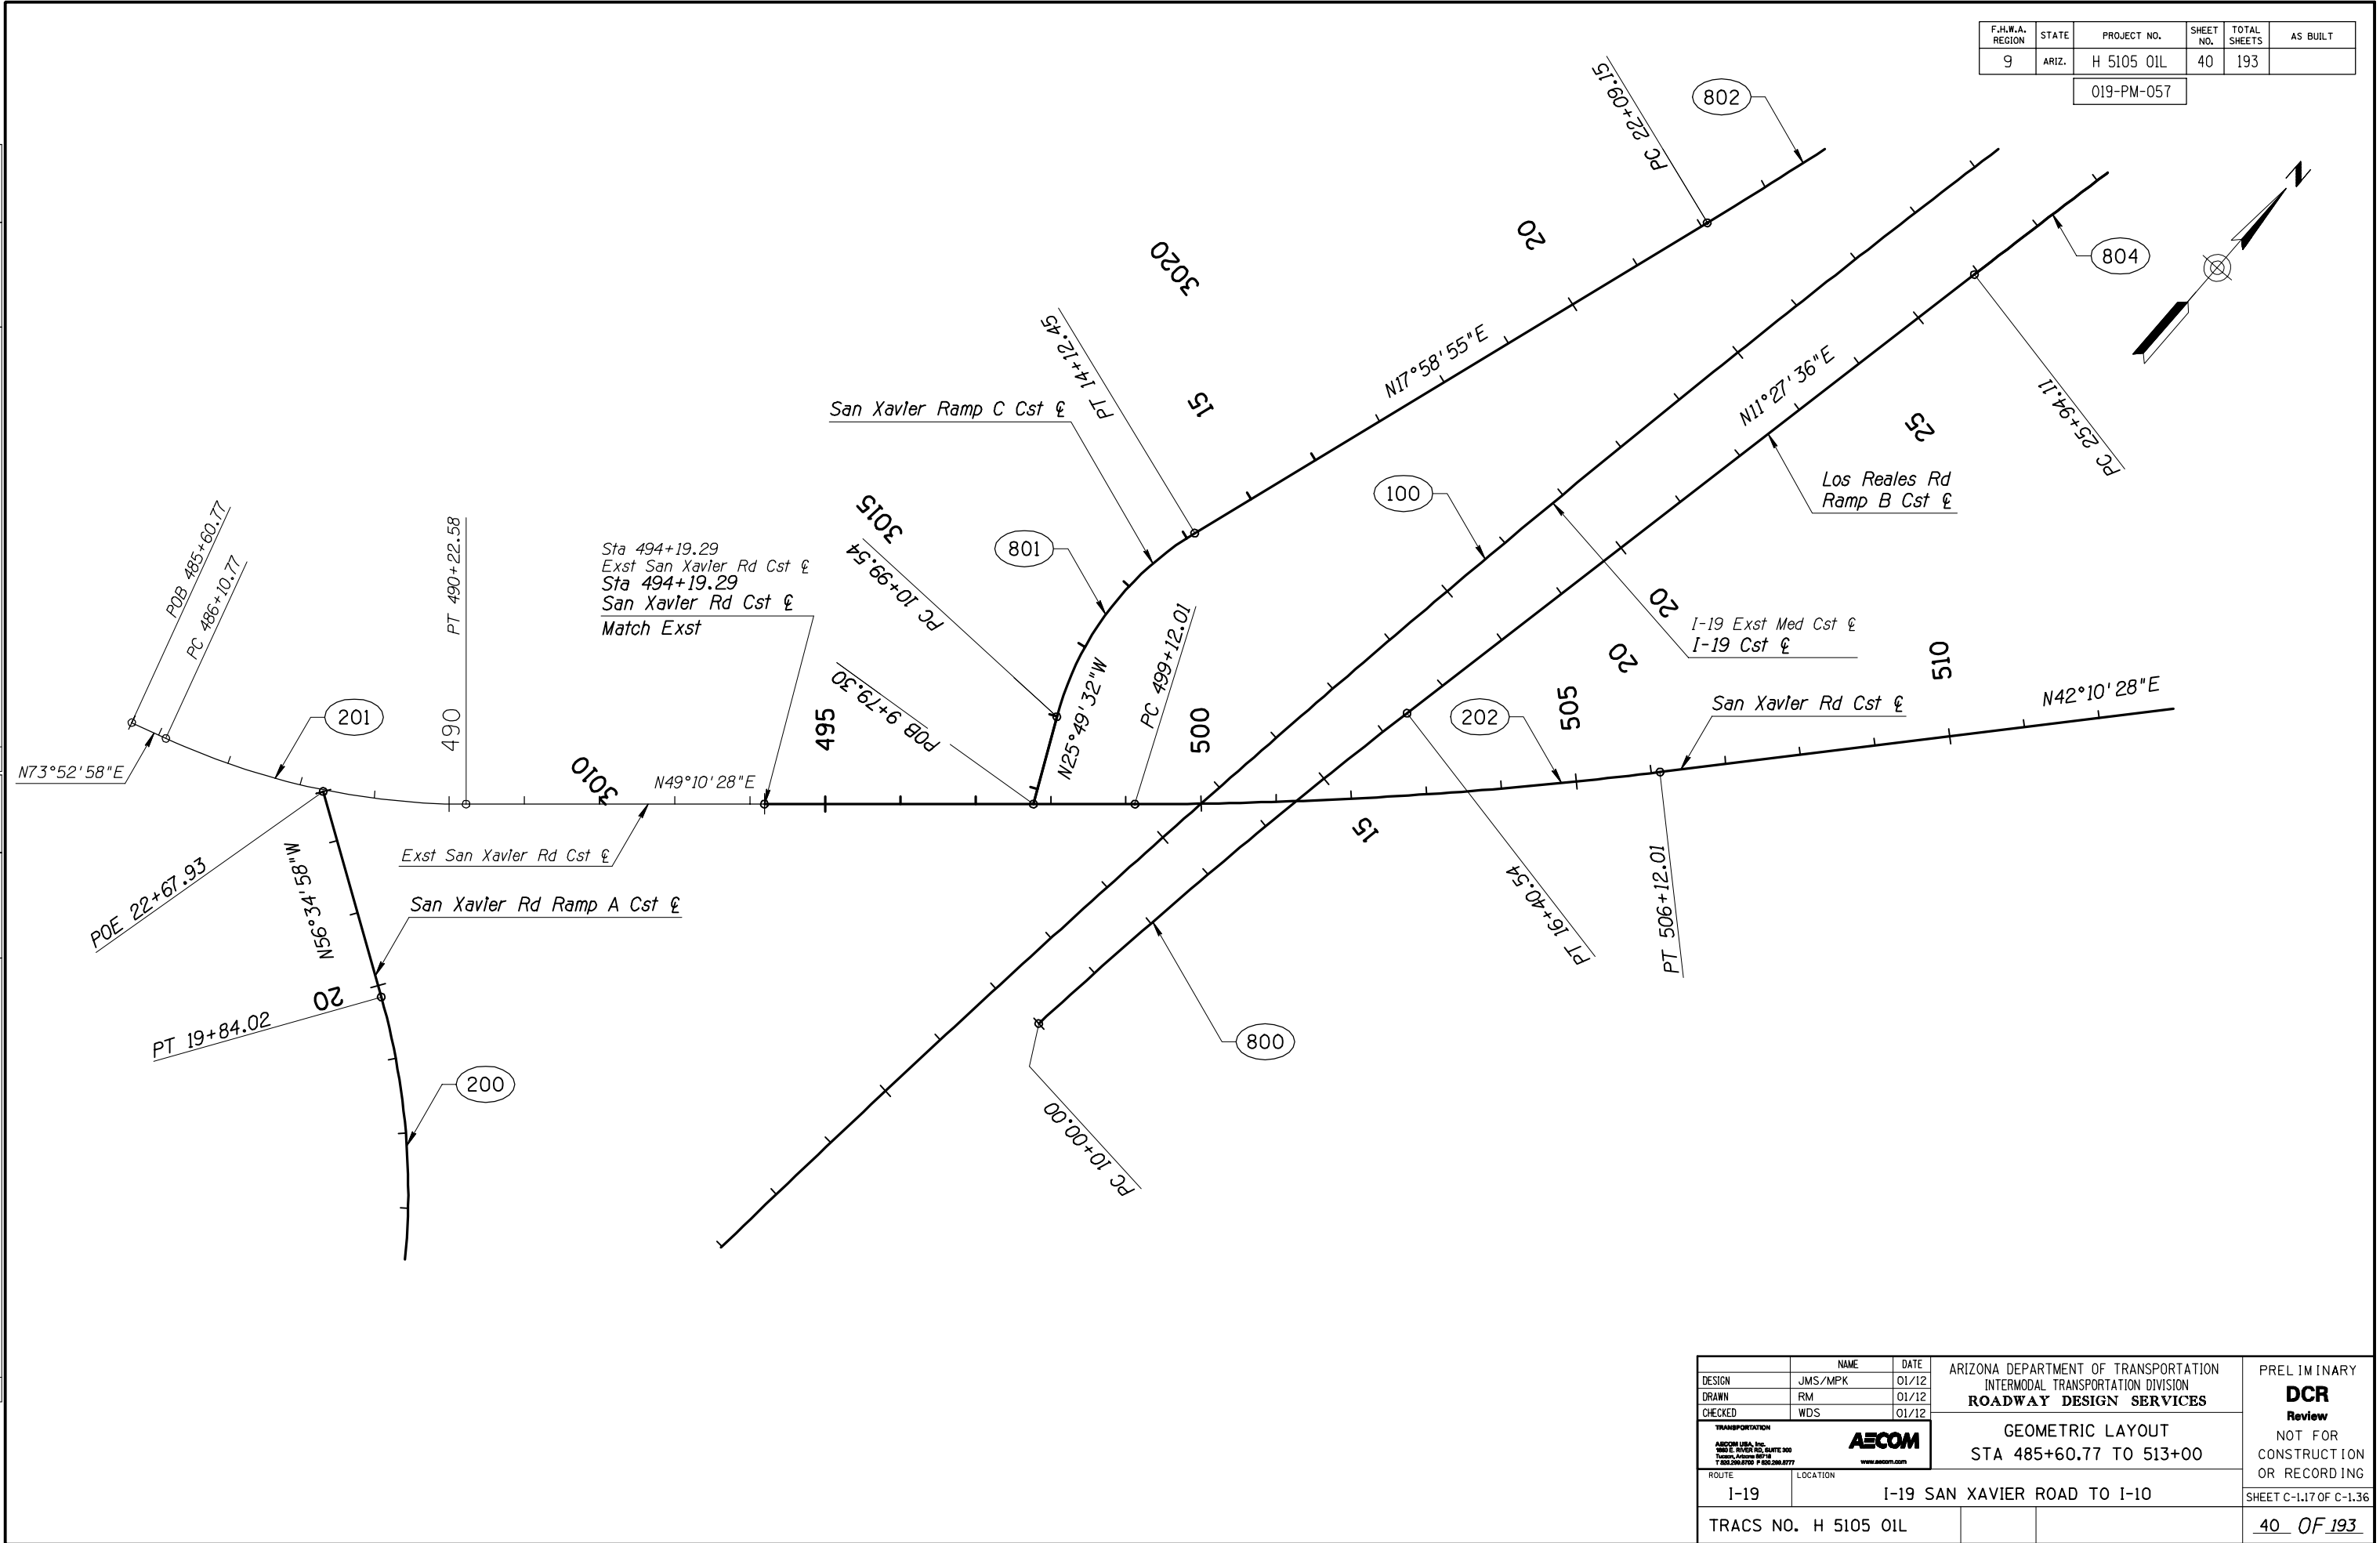 F.H.W.A. REGION STATE PROJECT NO. SHEET NO. TOTAL SHEETS AS BUILT
9 ARIZ. H 5105 01L 40 193
019-PM-057
802
PC 22+09.15
804
20
3020
PT 14+12.45
N17°58'55"E
N11°27'36"E
PC 25+94.11
San Xavier Ramp C Cst ℄
15
25
Los Reales Rd
Ramp B Cst ℄
100
3015
801
PC 10+99.54
POB 485+60.77
PC 486+10.77
PT 490+22.58
Sta 494+19.29
Exst San Xavier Rd Cst ℄
Sta 494+19.29
San Xavier Rd Cst ℄
Match Exst
20
I-19 Exst Med Cst ℄
I-19 Cst ℄
PC 499+12.01
N25°49'32"W
POB 9+79.30
20
510
N42°10'28"E
San Xavier Rd Cst ℄
505
202
201
490
495
500
N73°52'58"E
3010
N49°10'28"E
15
Exst San Xavier Rd Cst ℄
N56°34'58"W
POE 22+67.93
San Xavier Rd Ramp A Cst ℄
PT 16+40.54
PT 506+12.01
20
PT 19+84.02
200
800
PC 10+00.00
NAME DATE
DESIGN JMS/MPK 01/12
DRAWN RM 01/12
CHECKED WDS 01/12
ARIZONA DEPARTMENT OF TRANSPORTATION
INTERMODAL TRANSPORTATION DIVISION
ROADWAY DESIGN SERVICES
PRELIMINARY
DCR
Review
NOT FOR
CONSTRUCTION
OR RECORDING
TRANSPORTATION
AECOM USA, Inc.
AECOM
www.aecom.com
GEOMETRIC LAYOUT
STA 485+60.77 TO 513+00
ROUTE
I-19
LOCATION
I-19 SAN XAVIER ROAD TO I-10
SHEET C-1.17 OF C-1.36
TRACS NO. H 5105 01L
40 OF 193
N